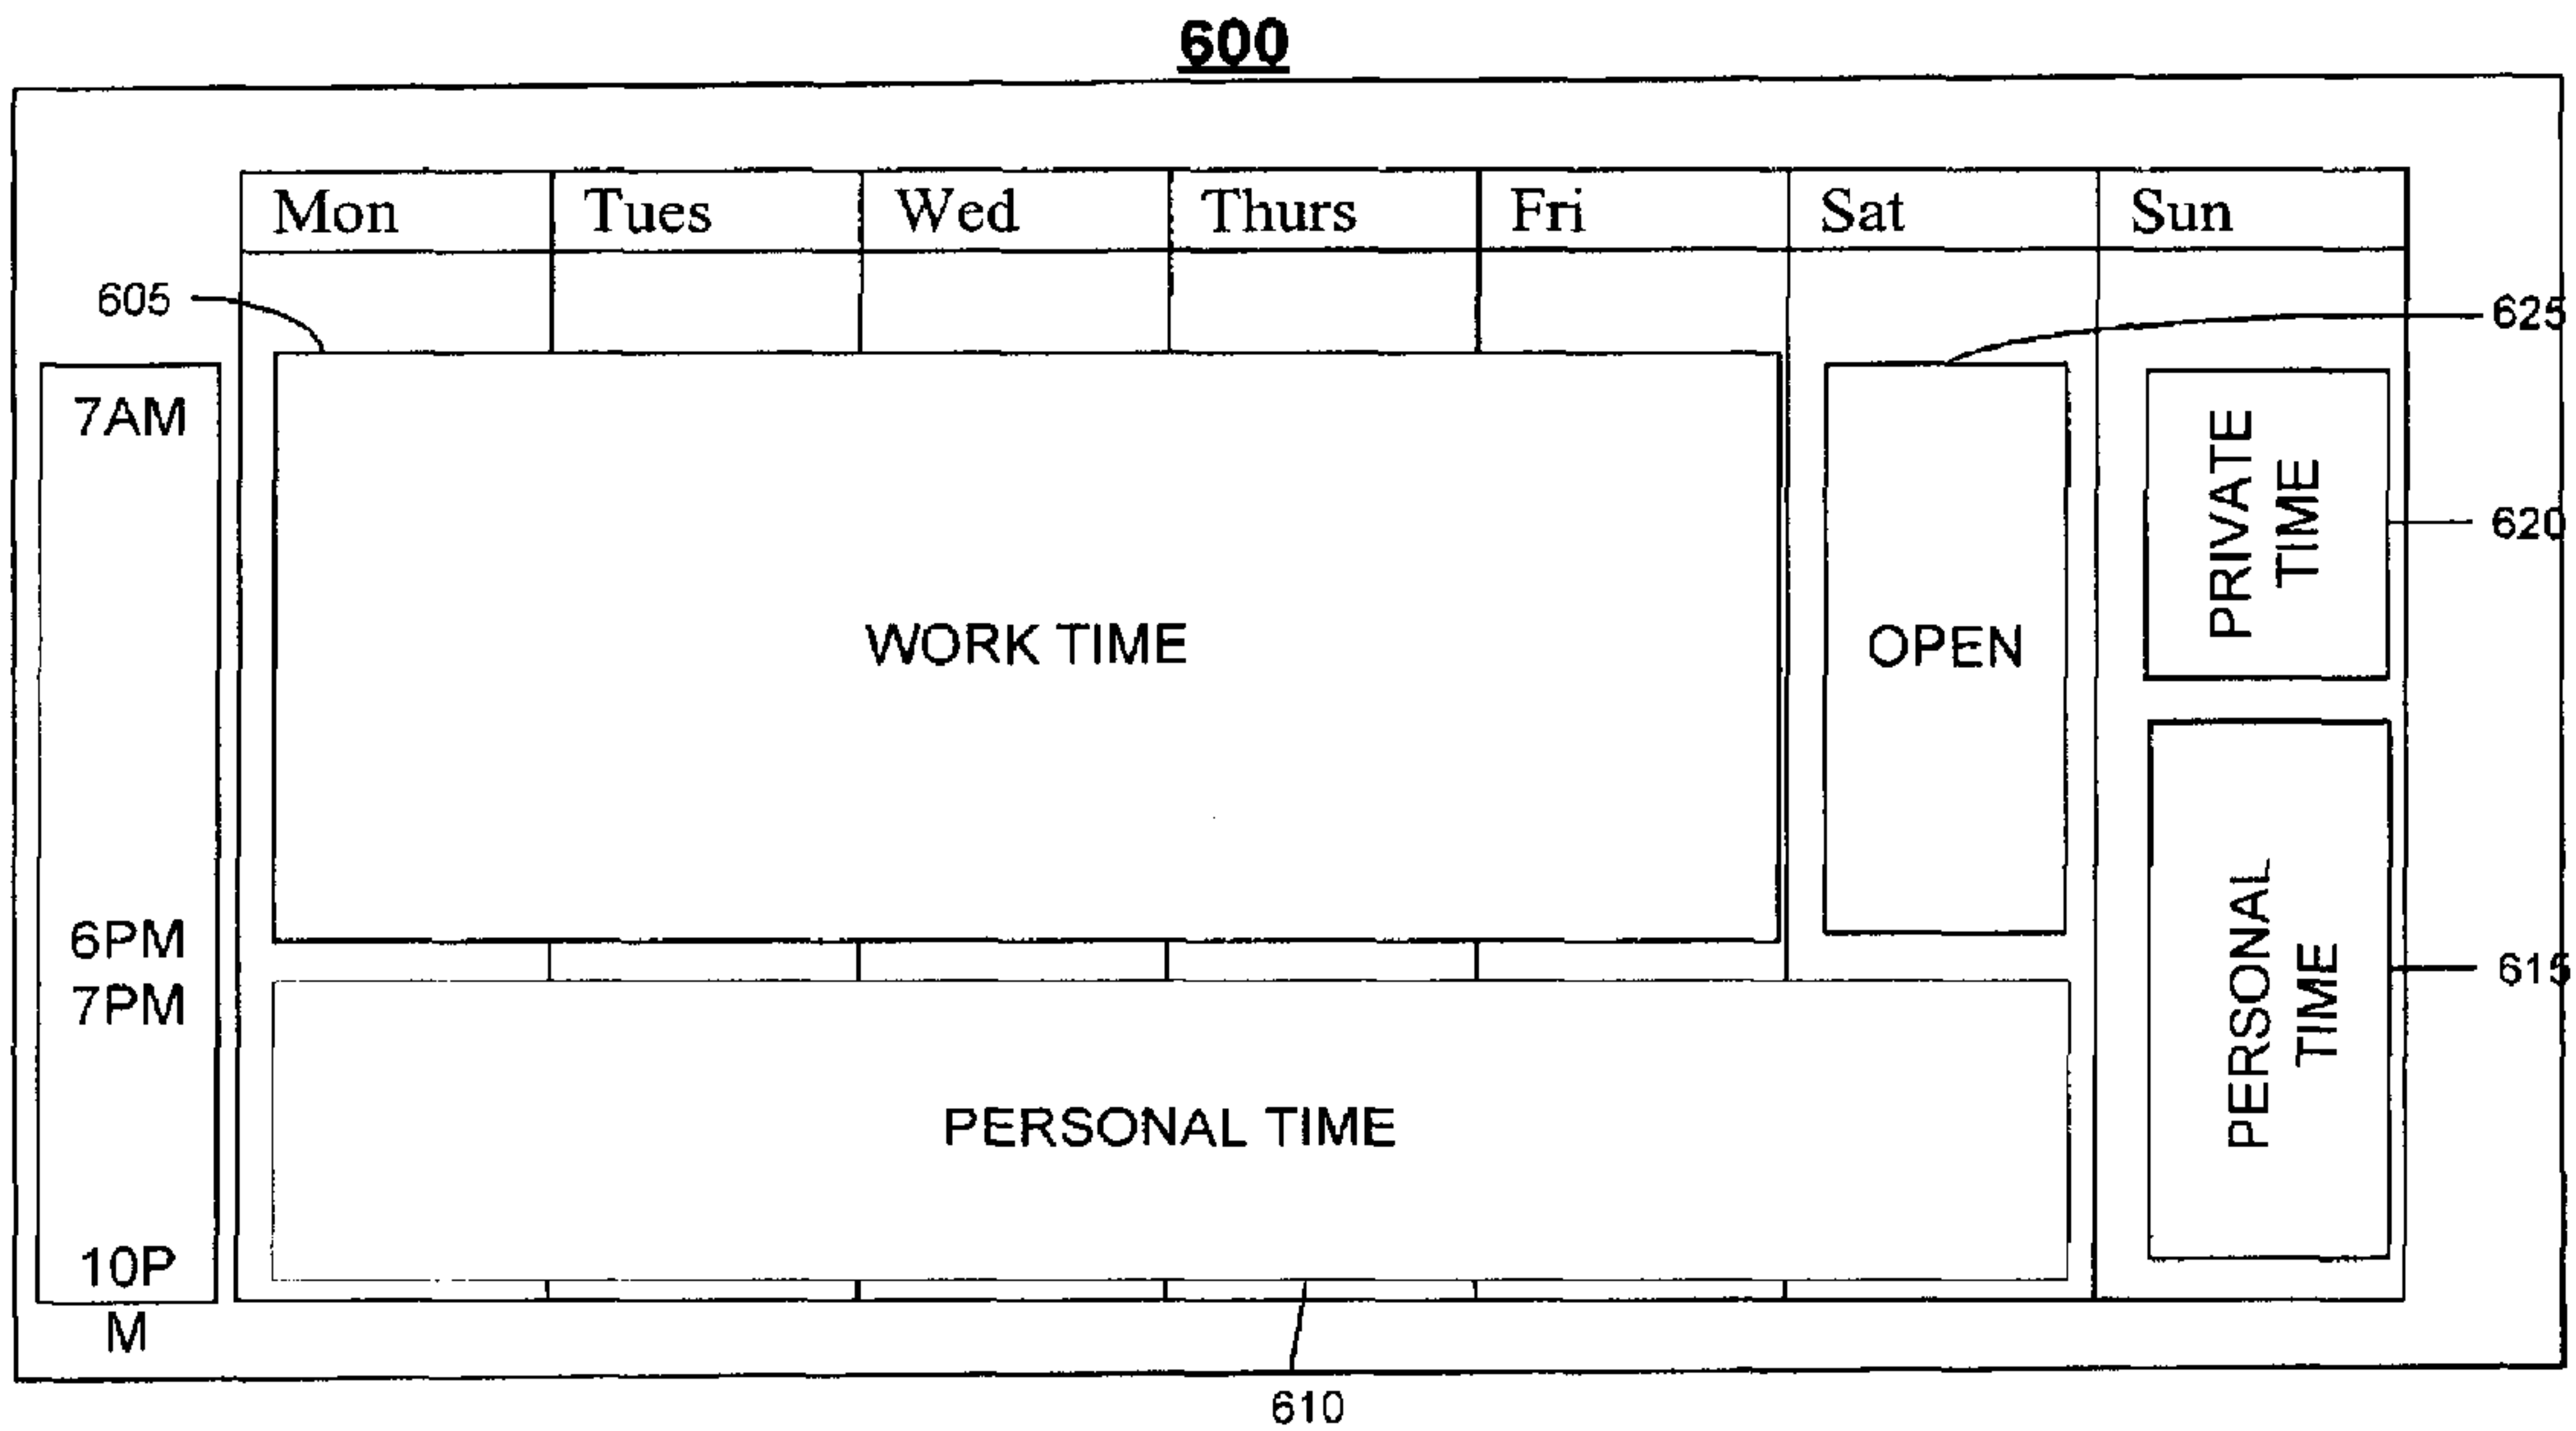 600
Mon Tues Wed Thurs Fri Sat Sun
605
625
7AM
PRIVATE
TIME
620
WORK TIME
OPEN
6PM
7PM
PERSONAL
TIME
615
PERSONAL TIME
10P
M
610